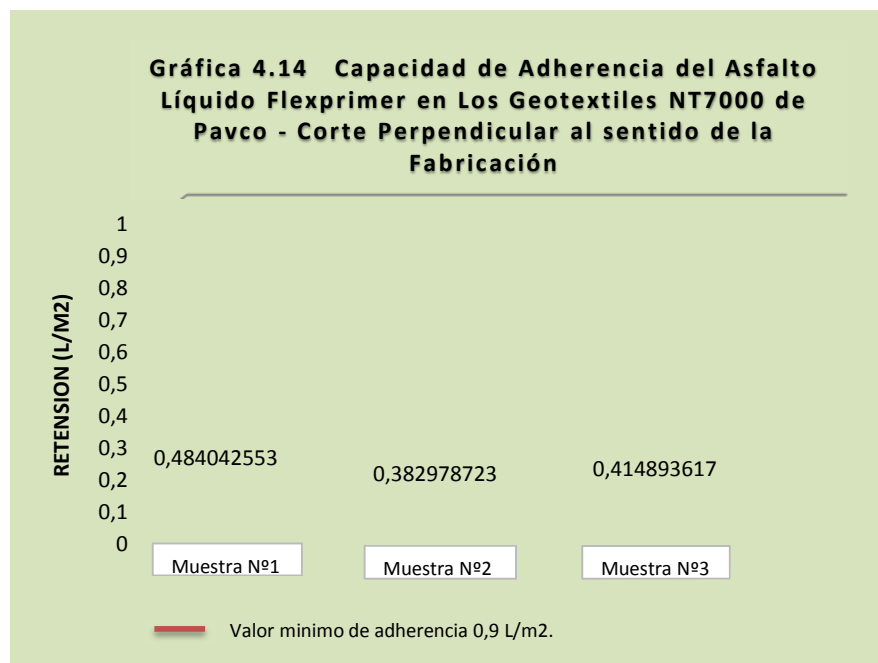 Gráfica 4.14 Capacidad de Adherencia del Asfalto
Líquido Flexprimer en Los Geotextiles NT7000 de
Pavco - Corte Perpendicular al sentido de la
Fabricación
RETENSION (L/M2)
1
0,9
0,8
0,7
0,6
0,5
0,4
0,3
0,2
0,1
0
0,484042553
0,382978723
0,414893617
Muestra Nº1
Muestra Nº2
Muestra Nº3
Valor minimo de adherencia 0,9 L/m2.